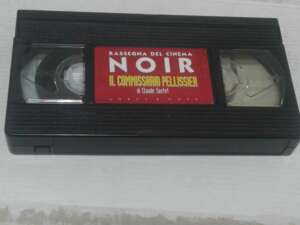 RASSEGNA DEL CINEMA
NOIR
IL COMMISSARIO PELLISSIER
di Claude Sautet